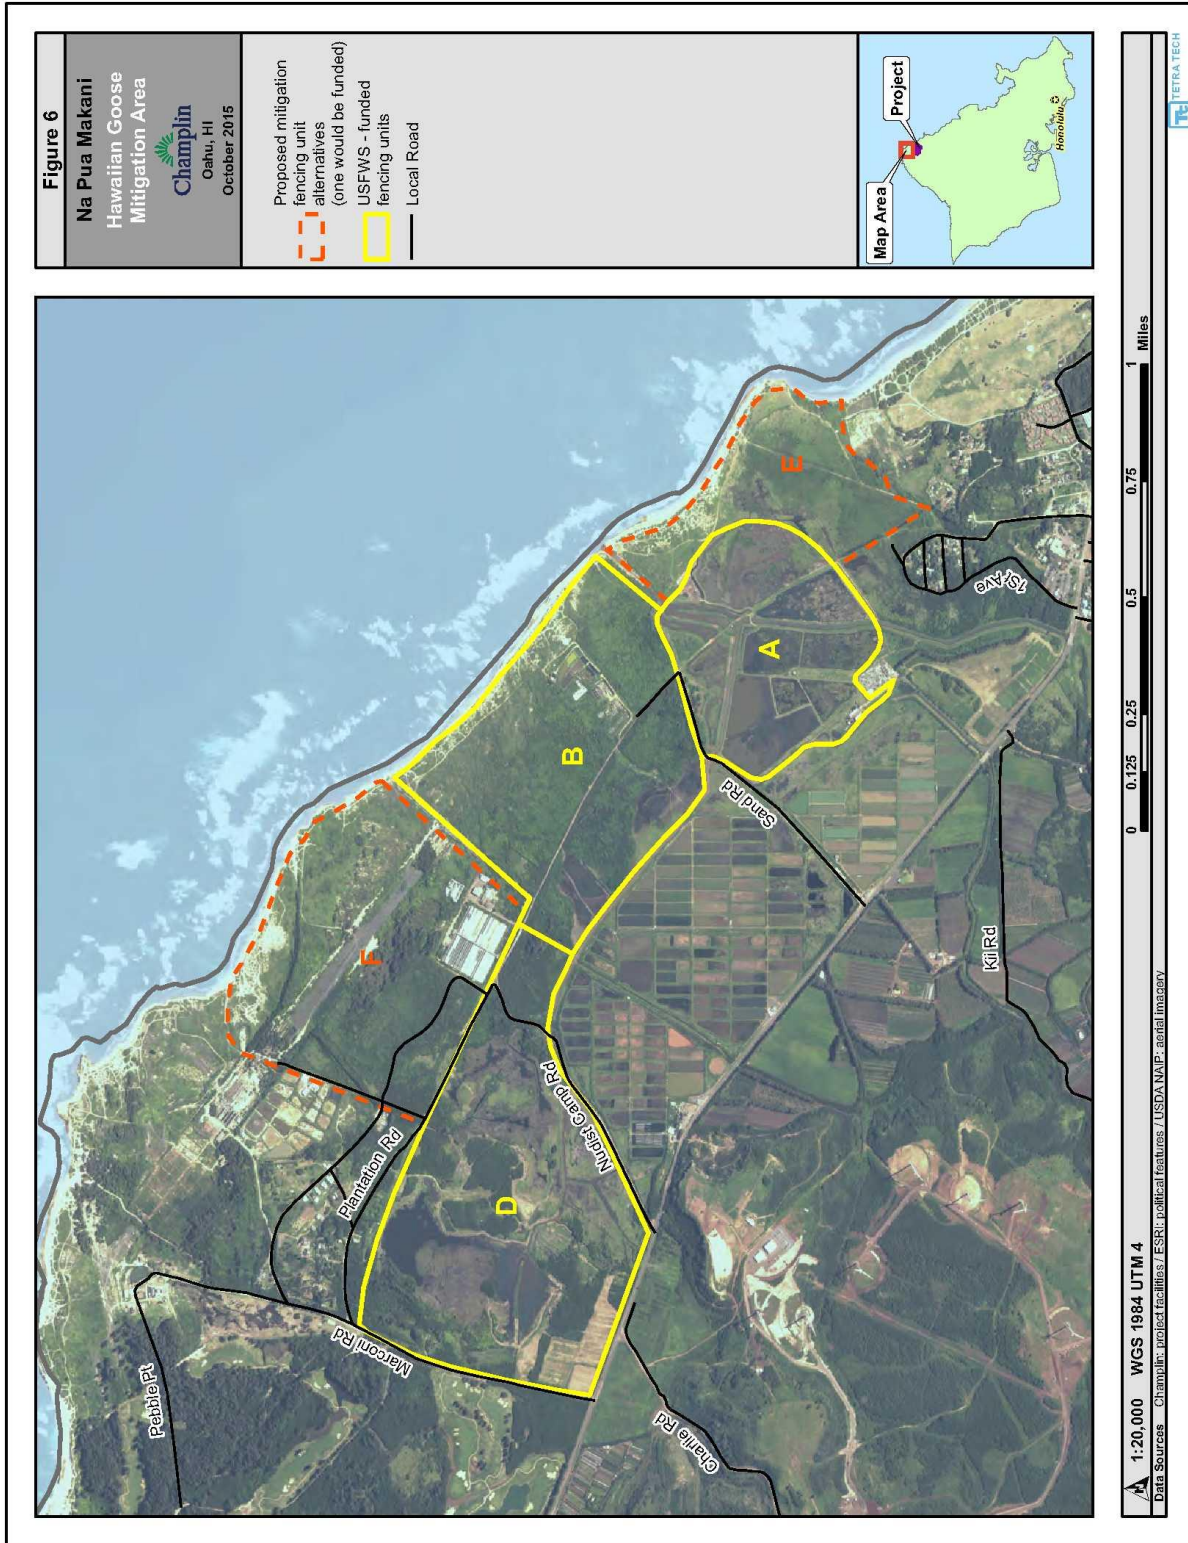 Figure 6
Na Pua Makani
Hawaiian Goose
Mitigation Area
Champlin
Oahu, HI
October 2015
Proposed mitigation
fencing unit
alternatives
(one would be funded)
USFWS - funded
fencing units
Local Road
Map Area
Project
Honolulu
Pebble Pt
Marconi Rd
Plantation Rd
F
D
B
E
A
Nudist Camp Rd
Sand Rd
1St Ave
Charlie Rd
Kii Rd
1:20,000 WGS 1984 UTM 4
0 0.125 0.25 0.5 0.75 1
Miles
Data Sources Champlin: project facilities / ESRI: political features / USDA NAIP: aerial imagery
TETRA TECH